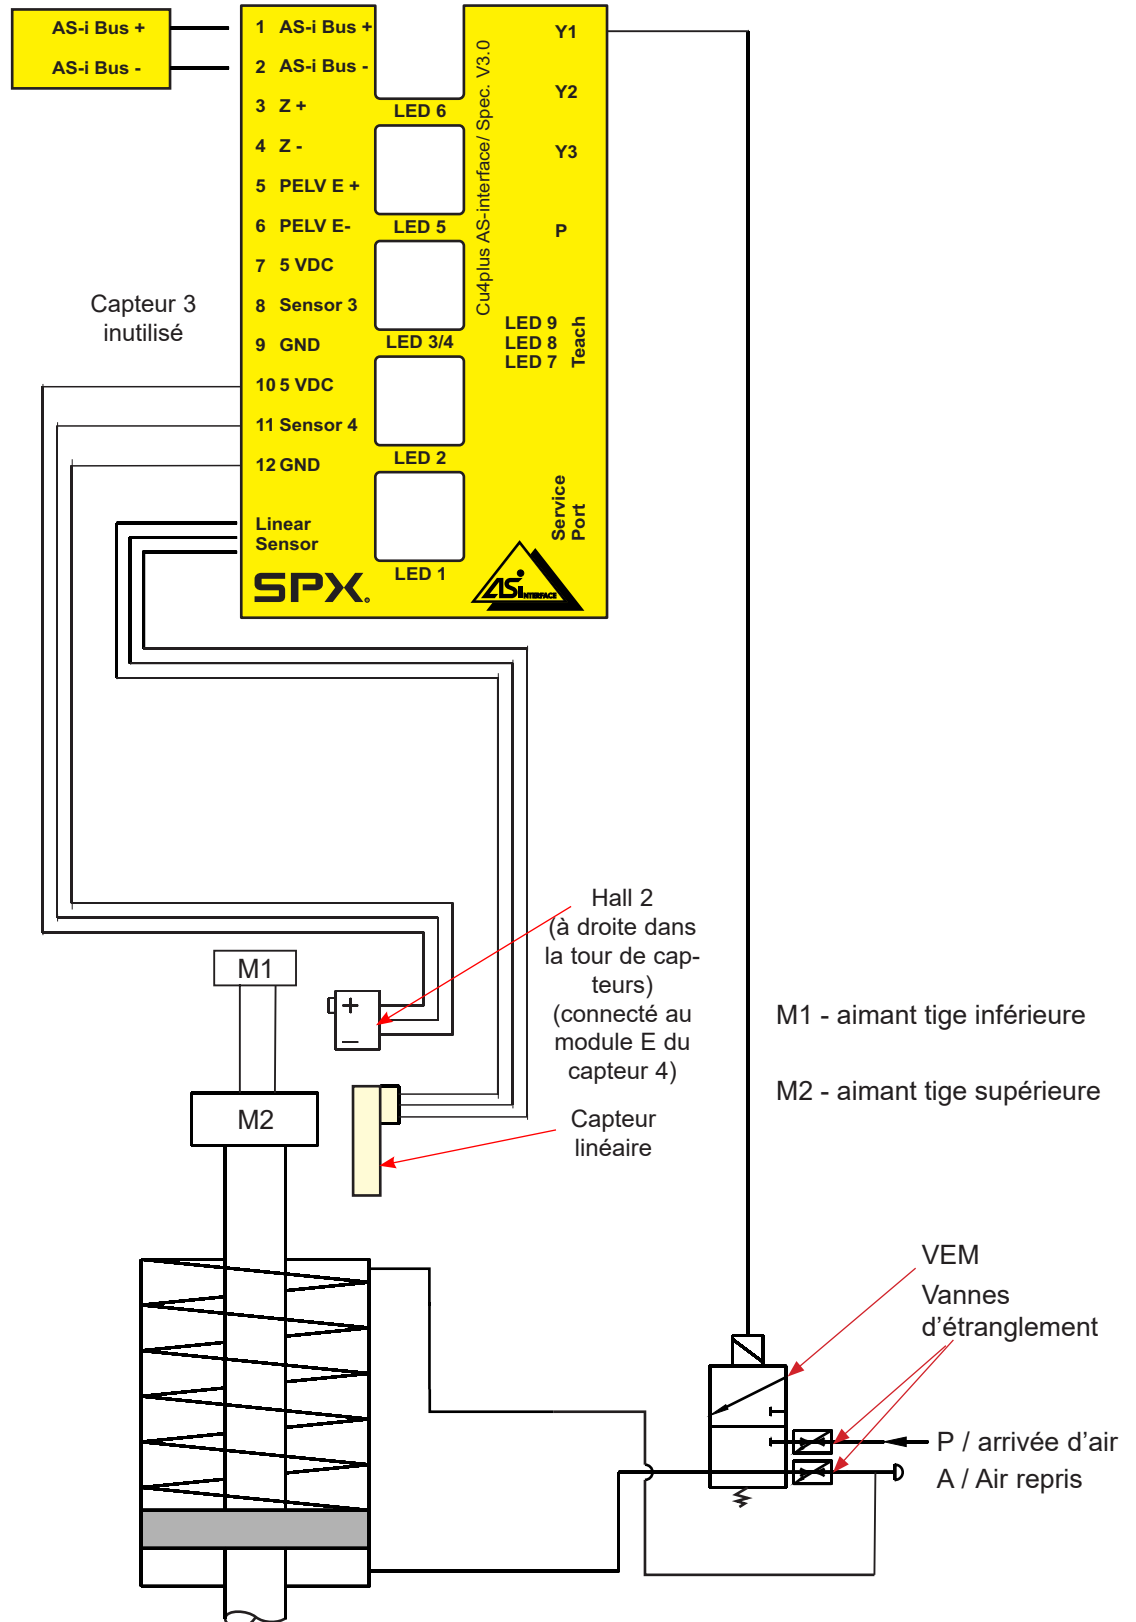 AS-i Bus +
AS-i Bus -
1 AS-i Bus +
2 AS-i Bus -
3 Z +
4 Z -
5 PELV E +
6 PELV E-
7 5 VDC
8 Sensor 3
9 GND
10 5 VDC
11 Sensor 4
12 GND
Linear
Sensor
SPX.
LED 6
LED 5
LED 3/4
LED 2
LED 1
Cu4plus AS-interface/ Spec. V3.0
Y1
Y2
Y3
P
LED 9
LED 8
LED 7
Teach
Service
Port
ASi
INTERFACE
Capteur 3
inutilisé
Hall 2
(à droite dans
la tour de cap-
teurs)
(connecté au
module E du
capteur 4)
Capteur
linéaire
M1
+
–
M2
M1 - aimant tige inférieure
M2 - aimant tige supérieure
VEM
Vannes
d’étranglement
P / arrivée d’air
A / Air repris